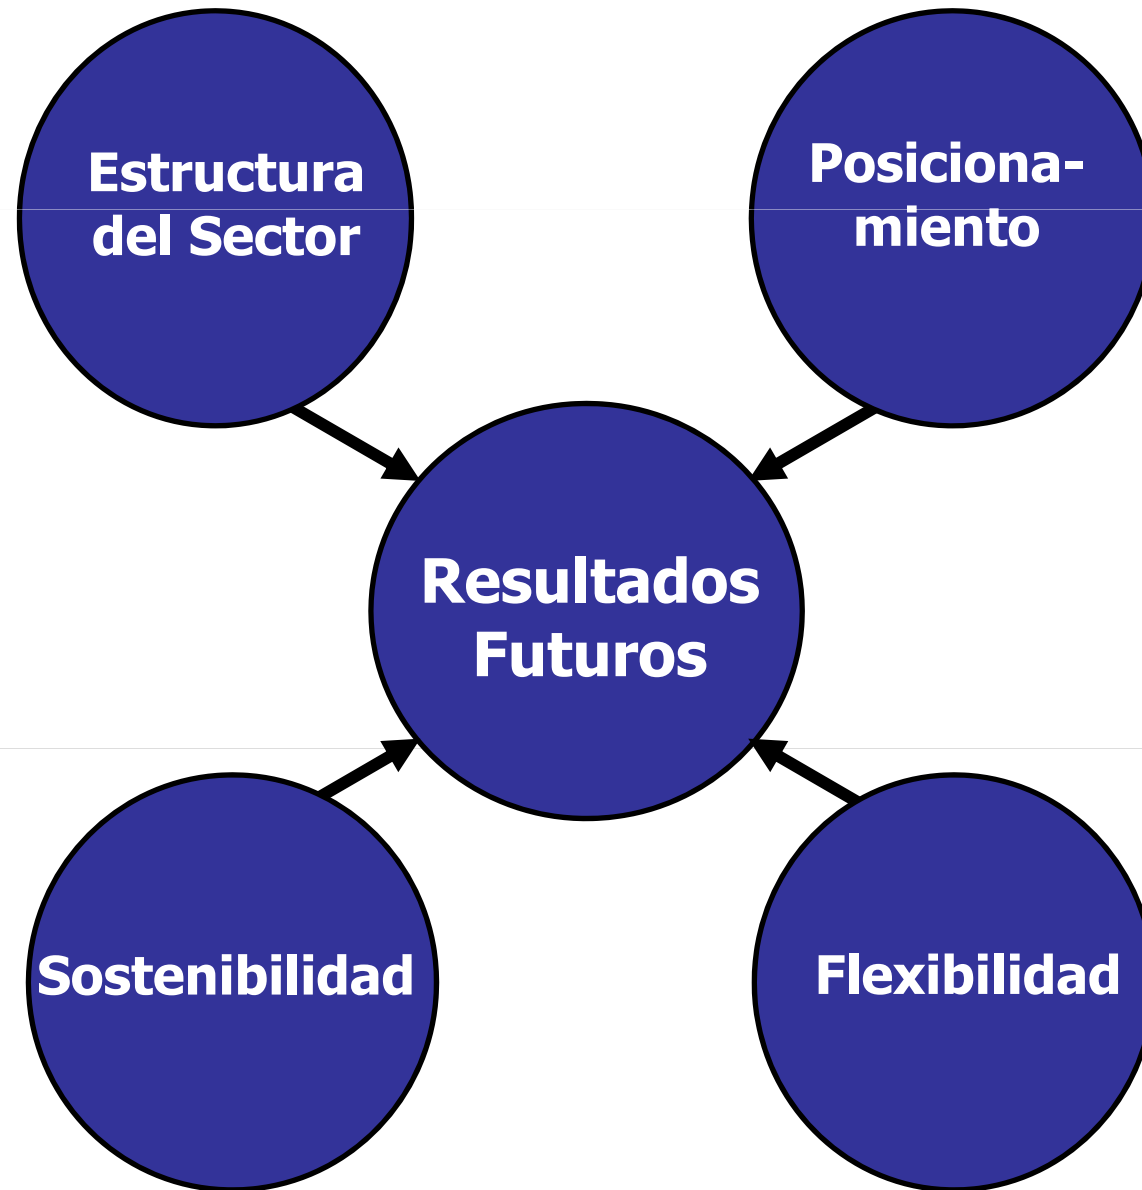 Estructura
del Sector
Posiciona-
miento
Resultados
Futuros
Sostenibilidad
Flexibilidad